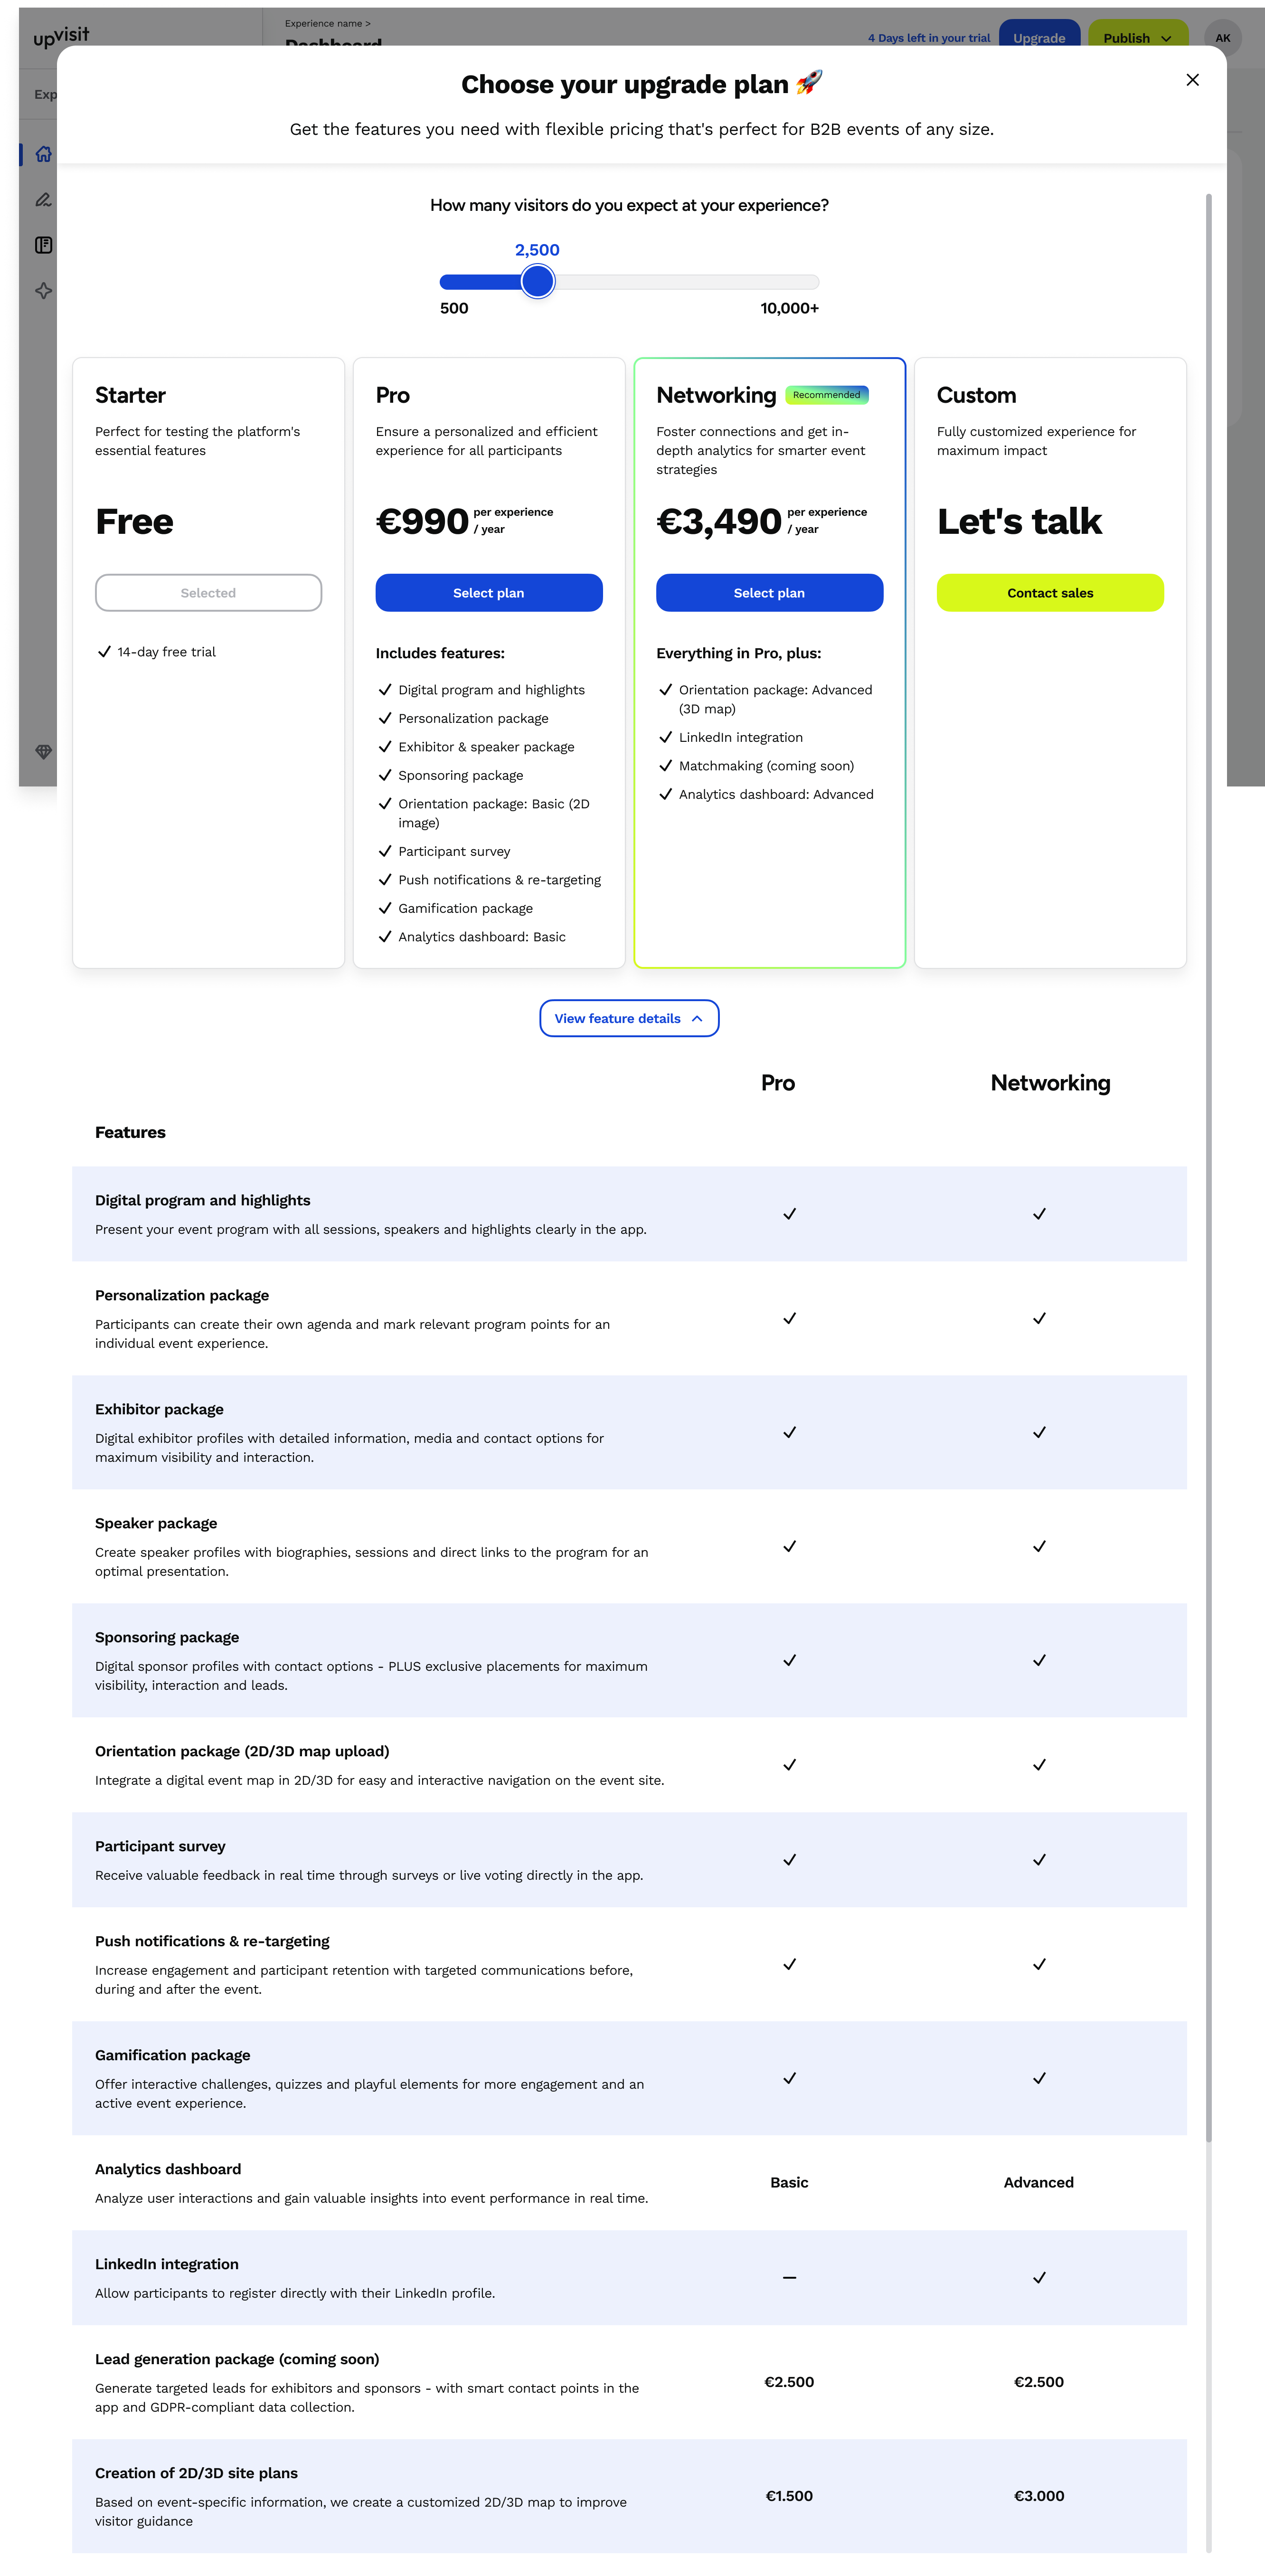 upvisit
Experience name >
Dashboard
4 Days left in your trial
Upgrade
Publish
AK
Exp
Choose your upgrade plan 🚀
Get the features you need with flexible pricing that's perfect for B2B events of any size.
How many visitors do you expect at your experience?
2,500
500
10,000+
Starter
Perfect for testing the platform's
essential features
Free
Selected
14-day free trial
Pro
Ensure a personalized and efficient
experience for all participants
€990 per experience
/ year
Select plan
Includes features:
Digital program and highlights
Personalization package
Exhibitor & speaker package
Sponsoring package
Orientation package: Basic (2D
image)
Participant survey
Push notifications & re-targeting
Gamification package
Analytics dashboard: Basic
Networking
Recommended
Foster connections and get in-
depth analytics for smarter event
strategies
€3,490 per experience
/ year
Select plan
Everything in Pro, plus:
Orientation package: Advanced
(3D map)
LinkedIn integration
Matchmaking (coming soon)
Analytics dashboard: Advanced
Custom
Fully customized experience for
maximum impact
Let's talk
Contact sales
View feature details
Pro
Networking
Features
Digital program and highlights
Present your event program with all sessions, speakers and highlights clearly in the app.
Personalization package
Participants can create their own agenda and mark relevant program points for an
individual event experience.
Exhibitor package
Digital exhibitor profiles with detailed information, media and contact options for
maximum visibility and interaction.
Speaker package
Create speaker profiles with biographies, sessions and direct links to the program for an
optimal presentation.
Sponsoring package
Digital sponsor profiles with contact options - PLUS exclusive placements for maximum
visibility, interaction and leads.
Orientation package (2D/3D map upload)
Integrate a digital event map in 2D/3D for easy and interactive navigation on the event site.
Participant survey
Receive valuable feedback in real time through surveys or live voting directly in the app.
Push notifications & re-targeting
Increase engagement and participant retention with targeted communications before,
during and after the event.
Gamification package
Offer interactive challenges, quizzes and playful elements for more engagement and an
active event experience.
Analytics dashboard
Analyze user interactions and gain valuable insights into event performance in real time.
Basic
Advanced
LinkedIn integration
Allow participants to register directly with their LinkedIn profile.
–
Lead generation package (coming soon)
Generate targeted leads for exhibitors and sponsors - with smart contact points in the
app and GDPR-compliant data collection.
€2.500
€2.500
Creation of 2D/3D site plans
Based on event-specific information, we create a customized 2D/3D map to improve
visitor guidance
€1.500
€3.000